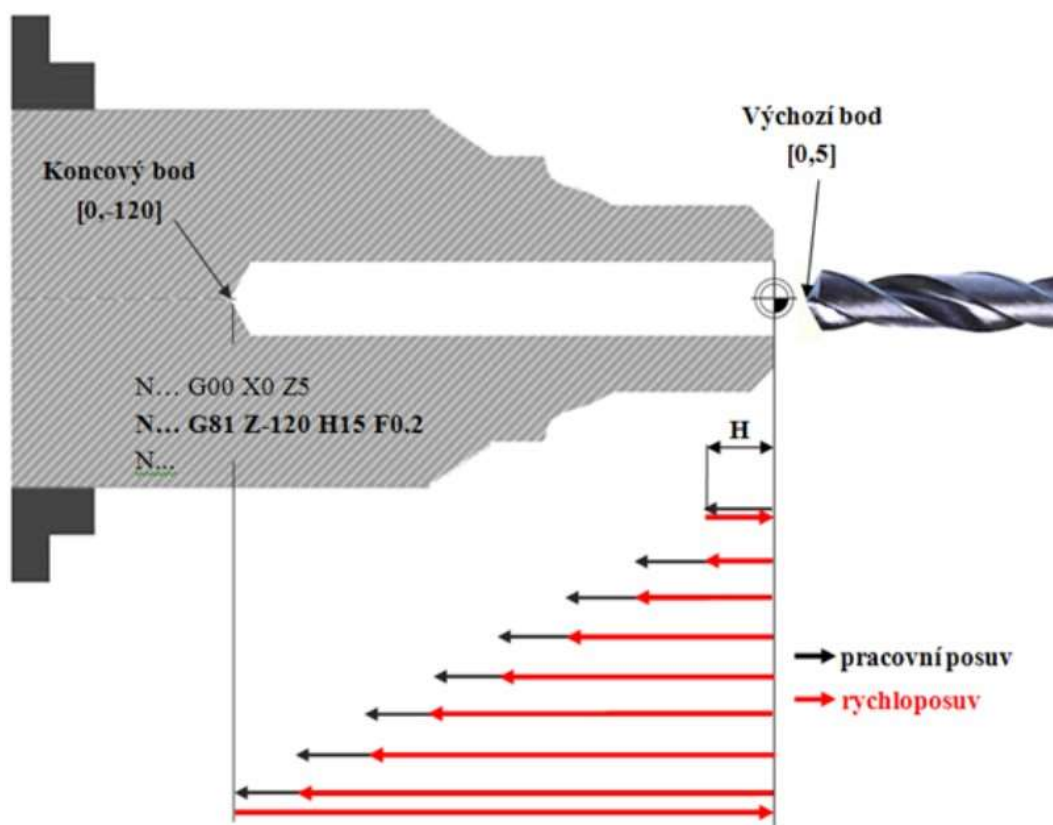 Výchozí bod
[0,5]
Koncový bod
[0,-120]
N... G00 X0 Z5
N... G81 Z-120 H15 F0.2
N...
H
pracovní posuv
rychloposuv